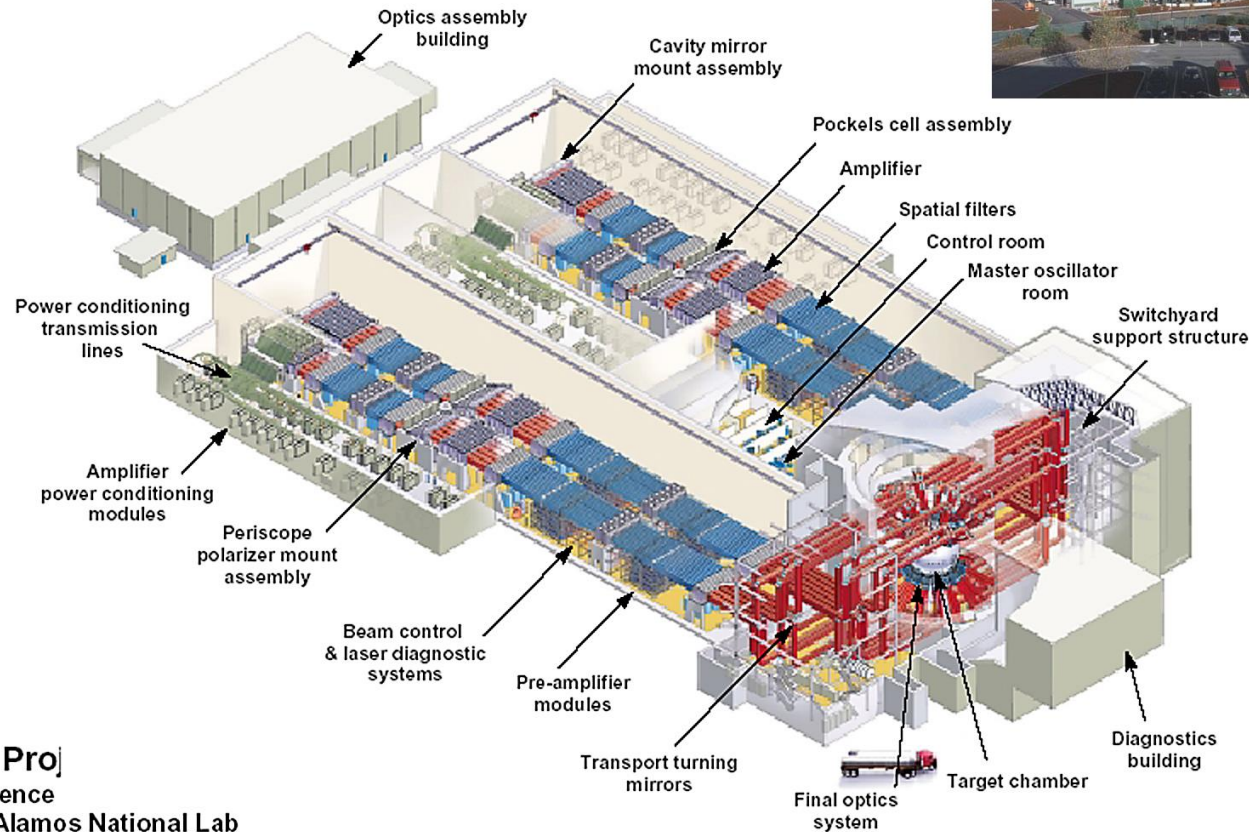 Optics assembly
building
Cavity mirror
mount assembly
Pockels cell assembly
Amplifier
Spatial filters
Control room
Master oscillator
room
Switchyard
support structure
Power conditioning
transmission
lines
Amplifier
power conditioning
modules
Periscope
polarizer mount
assembly
Beam control
& laser diagnostic
systems
Pre-amplifier
modules
Transport turning
mirrors
Final optics
system
Target chamber
Diagnostics
building
Proj
ence
Alamos National Lab